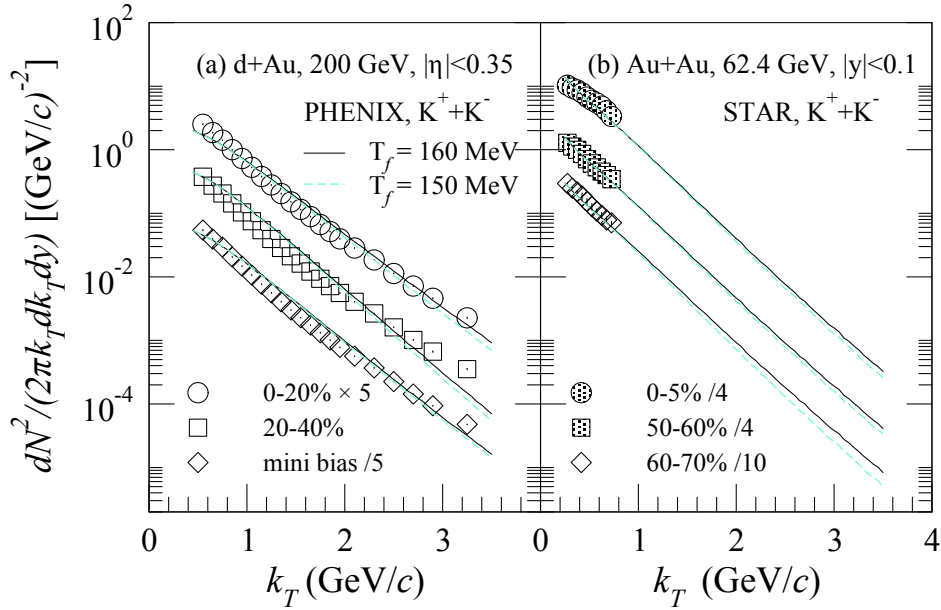 10^2
10^0
10^-2
10^-4
dN^2/(2πk_Tdk_Tdy) [(GeV/c)^-2]
(a) d+Au, 200 GeV, |η|<0.35
PHENIX, K^++K^-
T_f = 160 MeV
T_f = 150 MeV
0-20% × 5
20-40%
mini bias /5
0 1 2 3
k_T (GeV/c)
(b) Au+Au, 62.4 GeV, |y|<0.1
STAR, K^++K^-
0-5% /4
50-60% /4
60-70% /10
0 1 2 3 4
k_T (GeV/c)